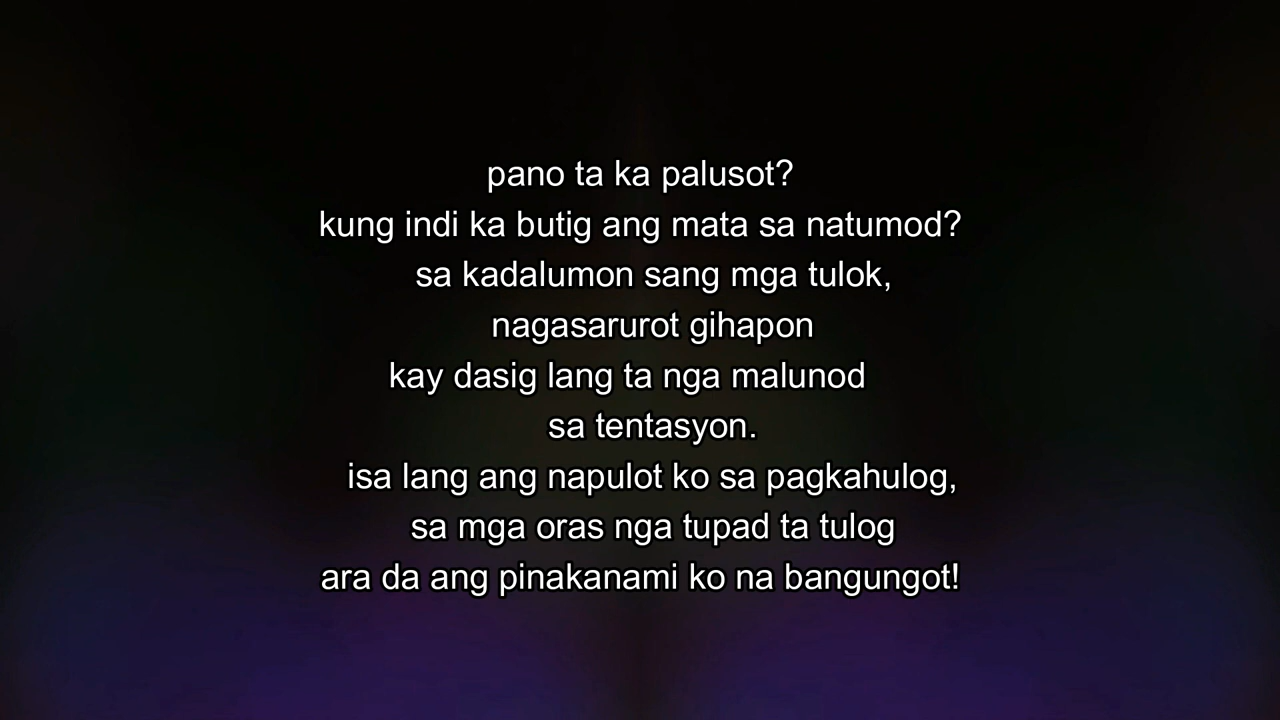 pano ta ka palusot?
kung indi ka butig ang mata sa natumod?
sa kadalumon sang mga tulok,
nagasarurot gihapon
kay dasig lang ta nga malunod
sa tentasyon.
isa lang ang napulot ko sa pagkahulog,
sa mga oras nga tupad ta tulog
ara da ang pinakanami ko na bangungot!